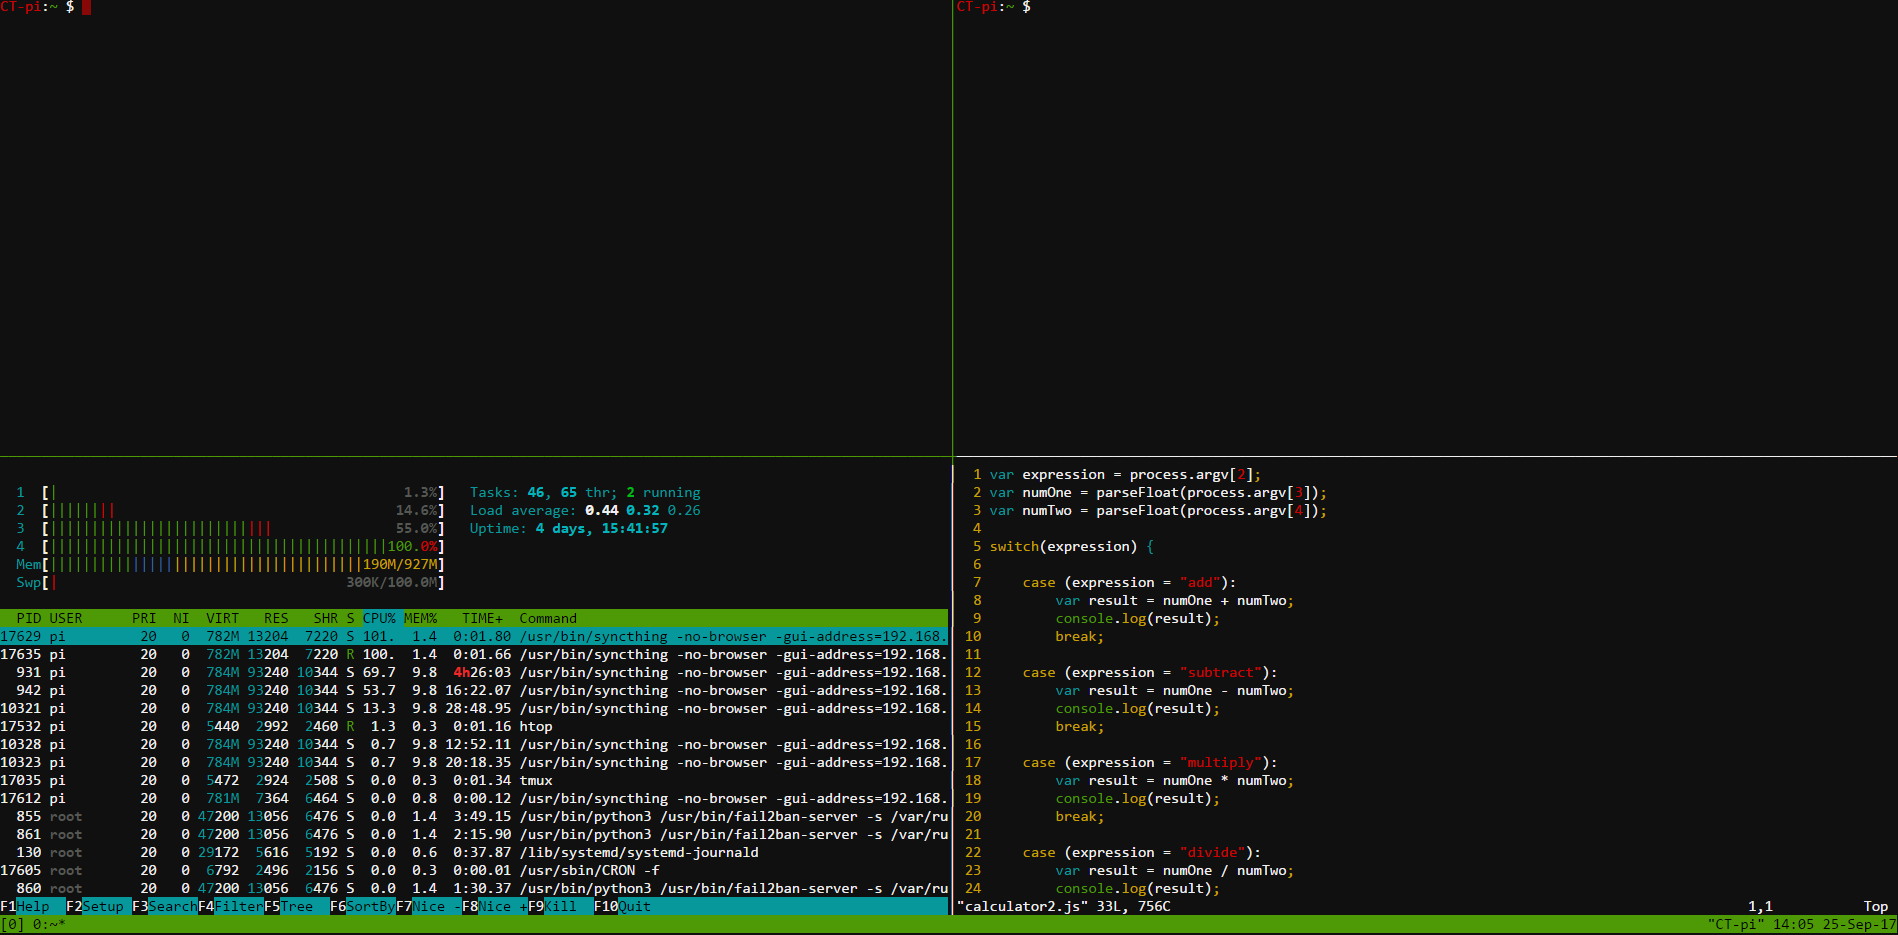 CT-pi:~ $
CT-pi:~ $
1 [| 1.3%] Tasks: 46, 65 thr; 2 running
2 [|||||||| 14.6%] Load average: 0.44 0.32 0.26
3 [||||||||||||||||||||||||||| 55.0%] Uptime: 4 days, 15:41:57
4 [|||||||||||||||||||||||||||||||||||||||||100.0%]
Mem[||||||||||||||||||||||||||||||||||||||190M/927M]
Swp[| 300K/100.0M]
PID USER PRI NI VIRT RES SHR S CPU% MEM% TIME+ Command
17629 pi 20 0 782M 13204 7220 S 101. 1.4 0:01.80 /usr/bin/syncthing -no-browser -gui-address=192.168.
17635 pi 20 0 782M 13204 7220 R 100. 1.4 0:01.66 /usr/bin/syncthing -no-browser -gui-address=192.168.
931 pi 20 0 784M 93240 10344 S 69.7 9.8 4h26:03 /usr/bin/syncthing -no-browser -gui-address=192.168.
942 pi 20 0 784M 93240 10344 S 53.7 9.8 16:22.07 /usr/bin/syncthing -no-browser -gui-address=192.168.
10321 pi 20 0 784M 93240 10344 S 13.3 9.8 28:48.95 /usr/bin/syncthing -no-browser -gui-address=192.168.
17532 pi 20 0 5440 2992 2460 R 1.3 0.3 0:01.16 htop
10328 pi 20 0 784M 93240 10344 S 0.7 9.8 12:52.11 /usr/bin/syncthing -no-browser -gui-address=192.168.
10323 pi 20 0 784M 93240 10344 S 0.7 9.8 20:18.35 /usr/bin/syncthing -no-browser -gui-address=192.168.
17035 pi 20 0 5472 2924 2508 S 0.0 0.3 0:01.34 tmux
17612 pi 20 0 781M 7364 6464 S 0.0 0.8 0:00.12 /usr/bin/syncthing -no-browser -gui-address=192.168.
855 root 20 0 47200 13056 6476 S 0.0 1.4 3:49.15 /usr/bin/python3 /usr/bin/fail2ban-server -s /var/ru
861 root 20 0 47200 13056 6476 S 0.0 1.4 2:15.90 /usr/bin/python3 /usr/bin/fail2ban-server -s /var/ru
130 root 20 0 29172 5616 5192 S 0.0 0.6 0:37.87 /lib/systemd/systemd-journald
17605 root 20 0 6792 2496 2156 S 0.0 0.3 0:00.01 /usr/sbin/CRON -f
860 root 20 0 47200 13056 6476 S 0.0 1.4 1:30.37 /usr/bin/python3 /usr/bin/fail2ban-server -s /var/ru
F1Help F2Setup F3SearchF4FilterF5Tree F6SortByF7Nice -F8Nice +F9Kill F10Quit
1 var expression = process.argv[2];
2 var numOne = parseFloat(process.argv[3]);
3 var numTwo = parseFloat(process.argv[4]);
4
5 switch(expression) {
6
7 case (expression = "add"):
8 var result = numOne + numTwo;
9 console.log(result);
10 break;
11
12 case (expression = "subtract"):
13 var result = numOne - numTwo;
14 console.log(result);
15 break;
16
17 case (expression = "multiply"):
18 var result = numOne * numTwo;
19 console.log(result);
20 break;
21
22 case (expression = "divide"):
23 var result = numOne / numTwo;
24 console.log(result);
"calculator2.js" 33L, 756C 1,1 Top
[0] 0:~* "CT-pi" 14:05 25-Sep-17